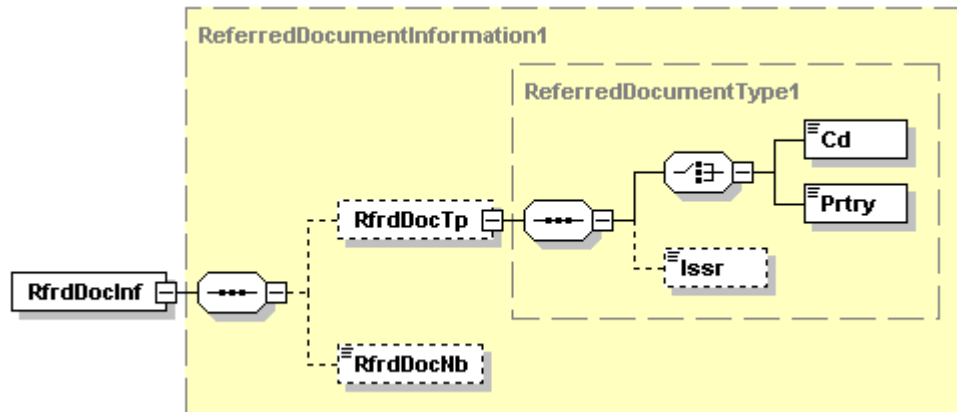 ReferredDocumentInformation1
ReferredDocumentType1
Cd
Prtry
RfrdDocTp
Issr
RfrdDocInf
RfrdDocNb